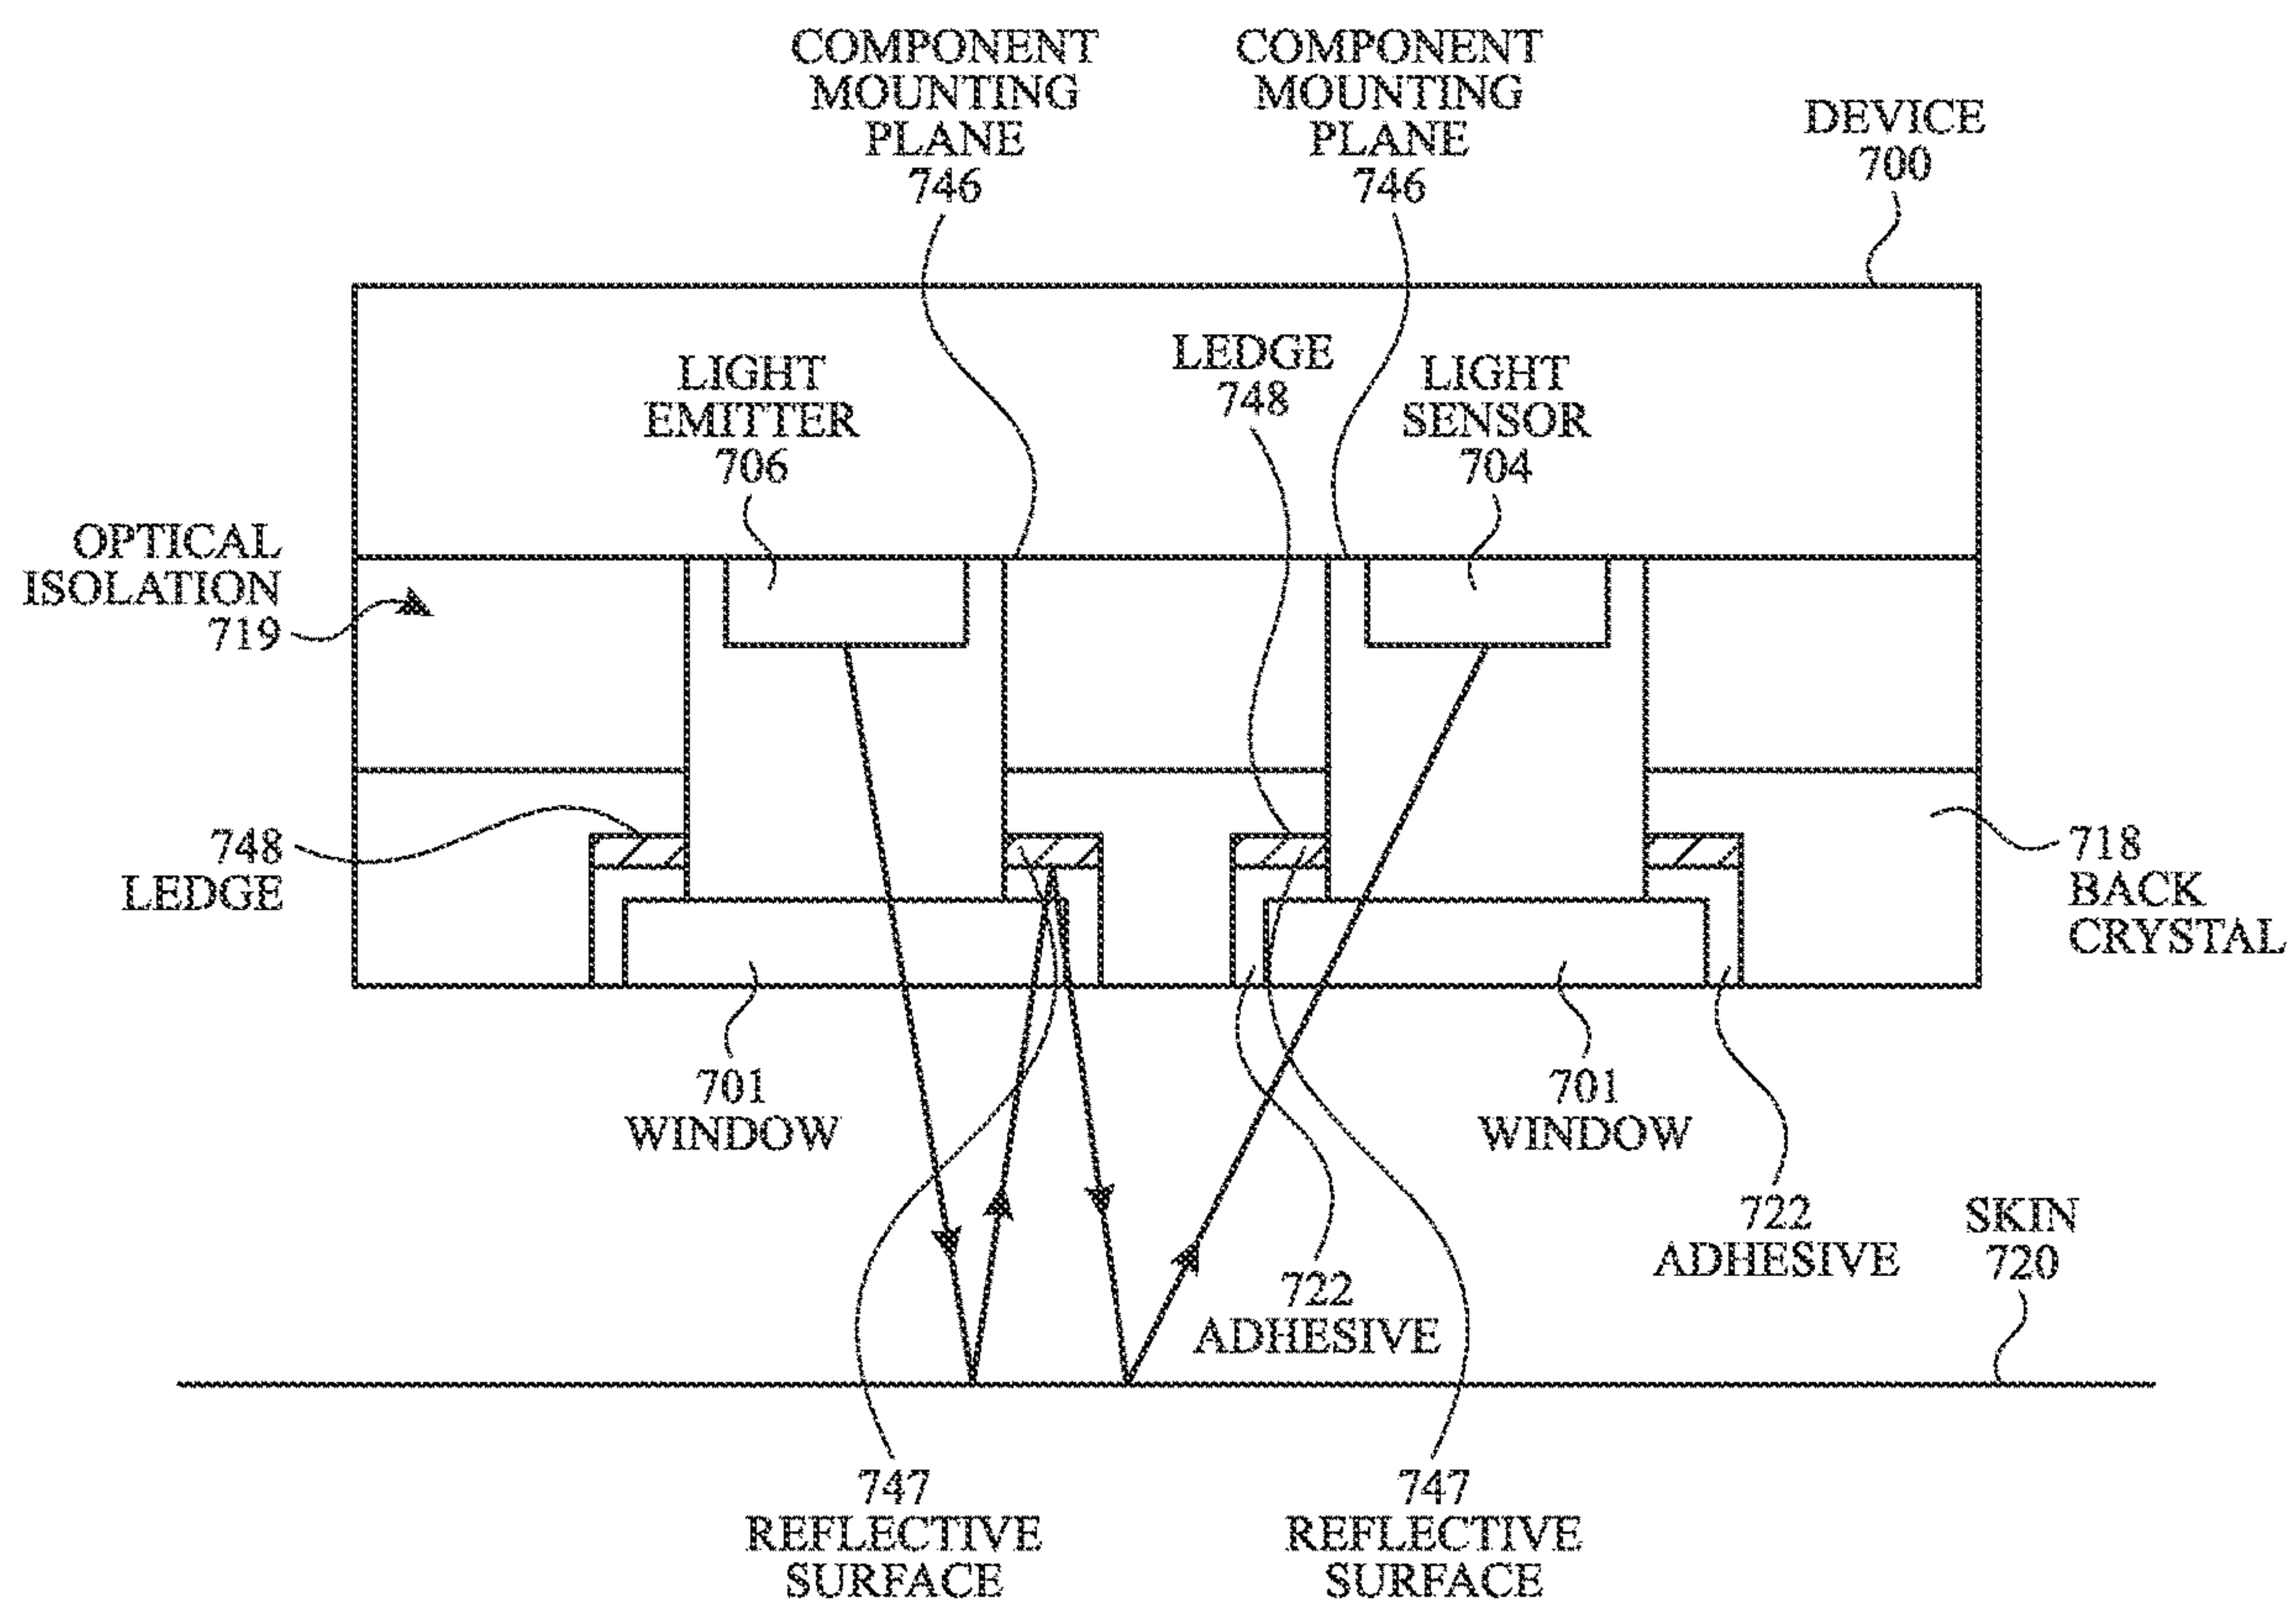 COMPONENT
MOUNTING
PLANE
746
COMPONENT
MOUNTING
PLANE
746
DEVICE
700
LIGHT
EMITTER
706
LEDGE
748
LIGHT
SENSOR
704
OPTICAL
ISOLATION
719
748
LEDGE
718
BACK
CRYSTAL
701
WINDOW
701
WINDOW
722
ADHESIVE
722
ADHESIVE
SKIN
720
747
REFLECTIVE
SURFACE
747
REFLECTIVE
SURFACE